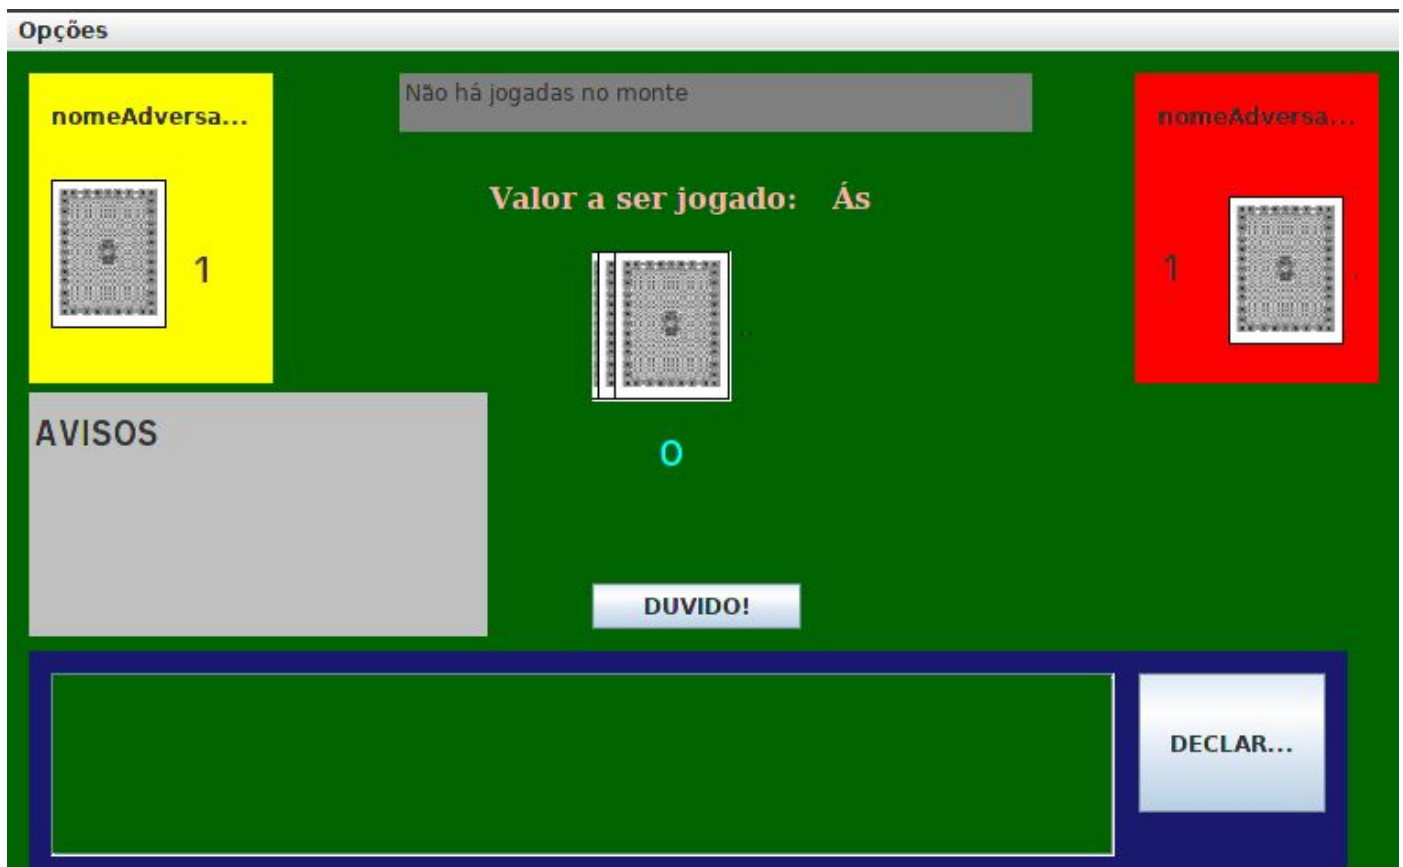 Opções
nomeAdversa...
Não há jogadas no monte
nomeAdversa...
Valor a ser jogado: Ás
1
1
AVISOS
0
DUVIDO!
DECLAR...